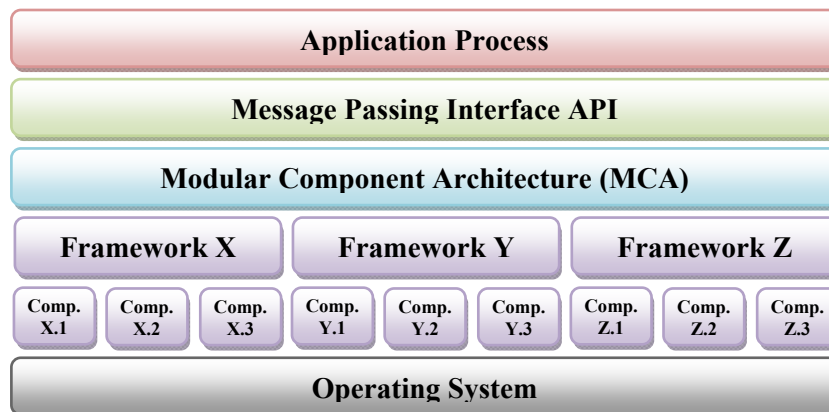 Application Process
Message Passing Interface API
Modular Component Architecture (MCA)
Framework X
Framework Y
Framework Z
Comp.
X.1
Comp.
X.2
Comp.
X.3
Comp.
Y.1
Comp.
Y.2
Comp.
Y.3
Comp.
Z.1
Comp.
Z.2
Comp.
Z.3
Operating System